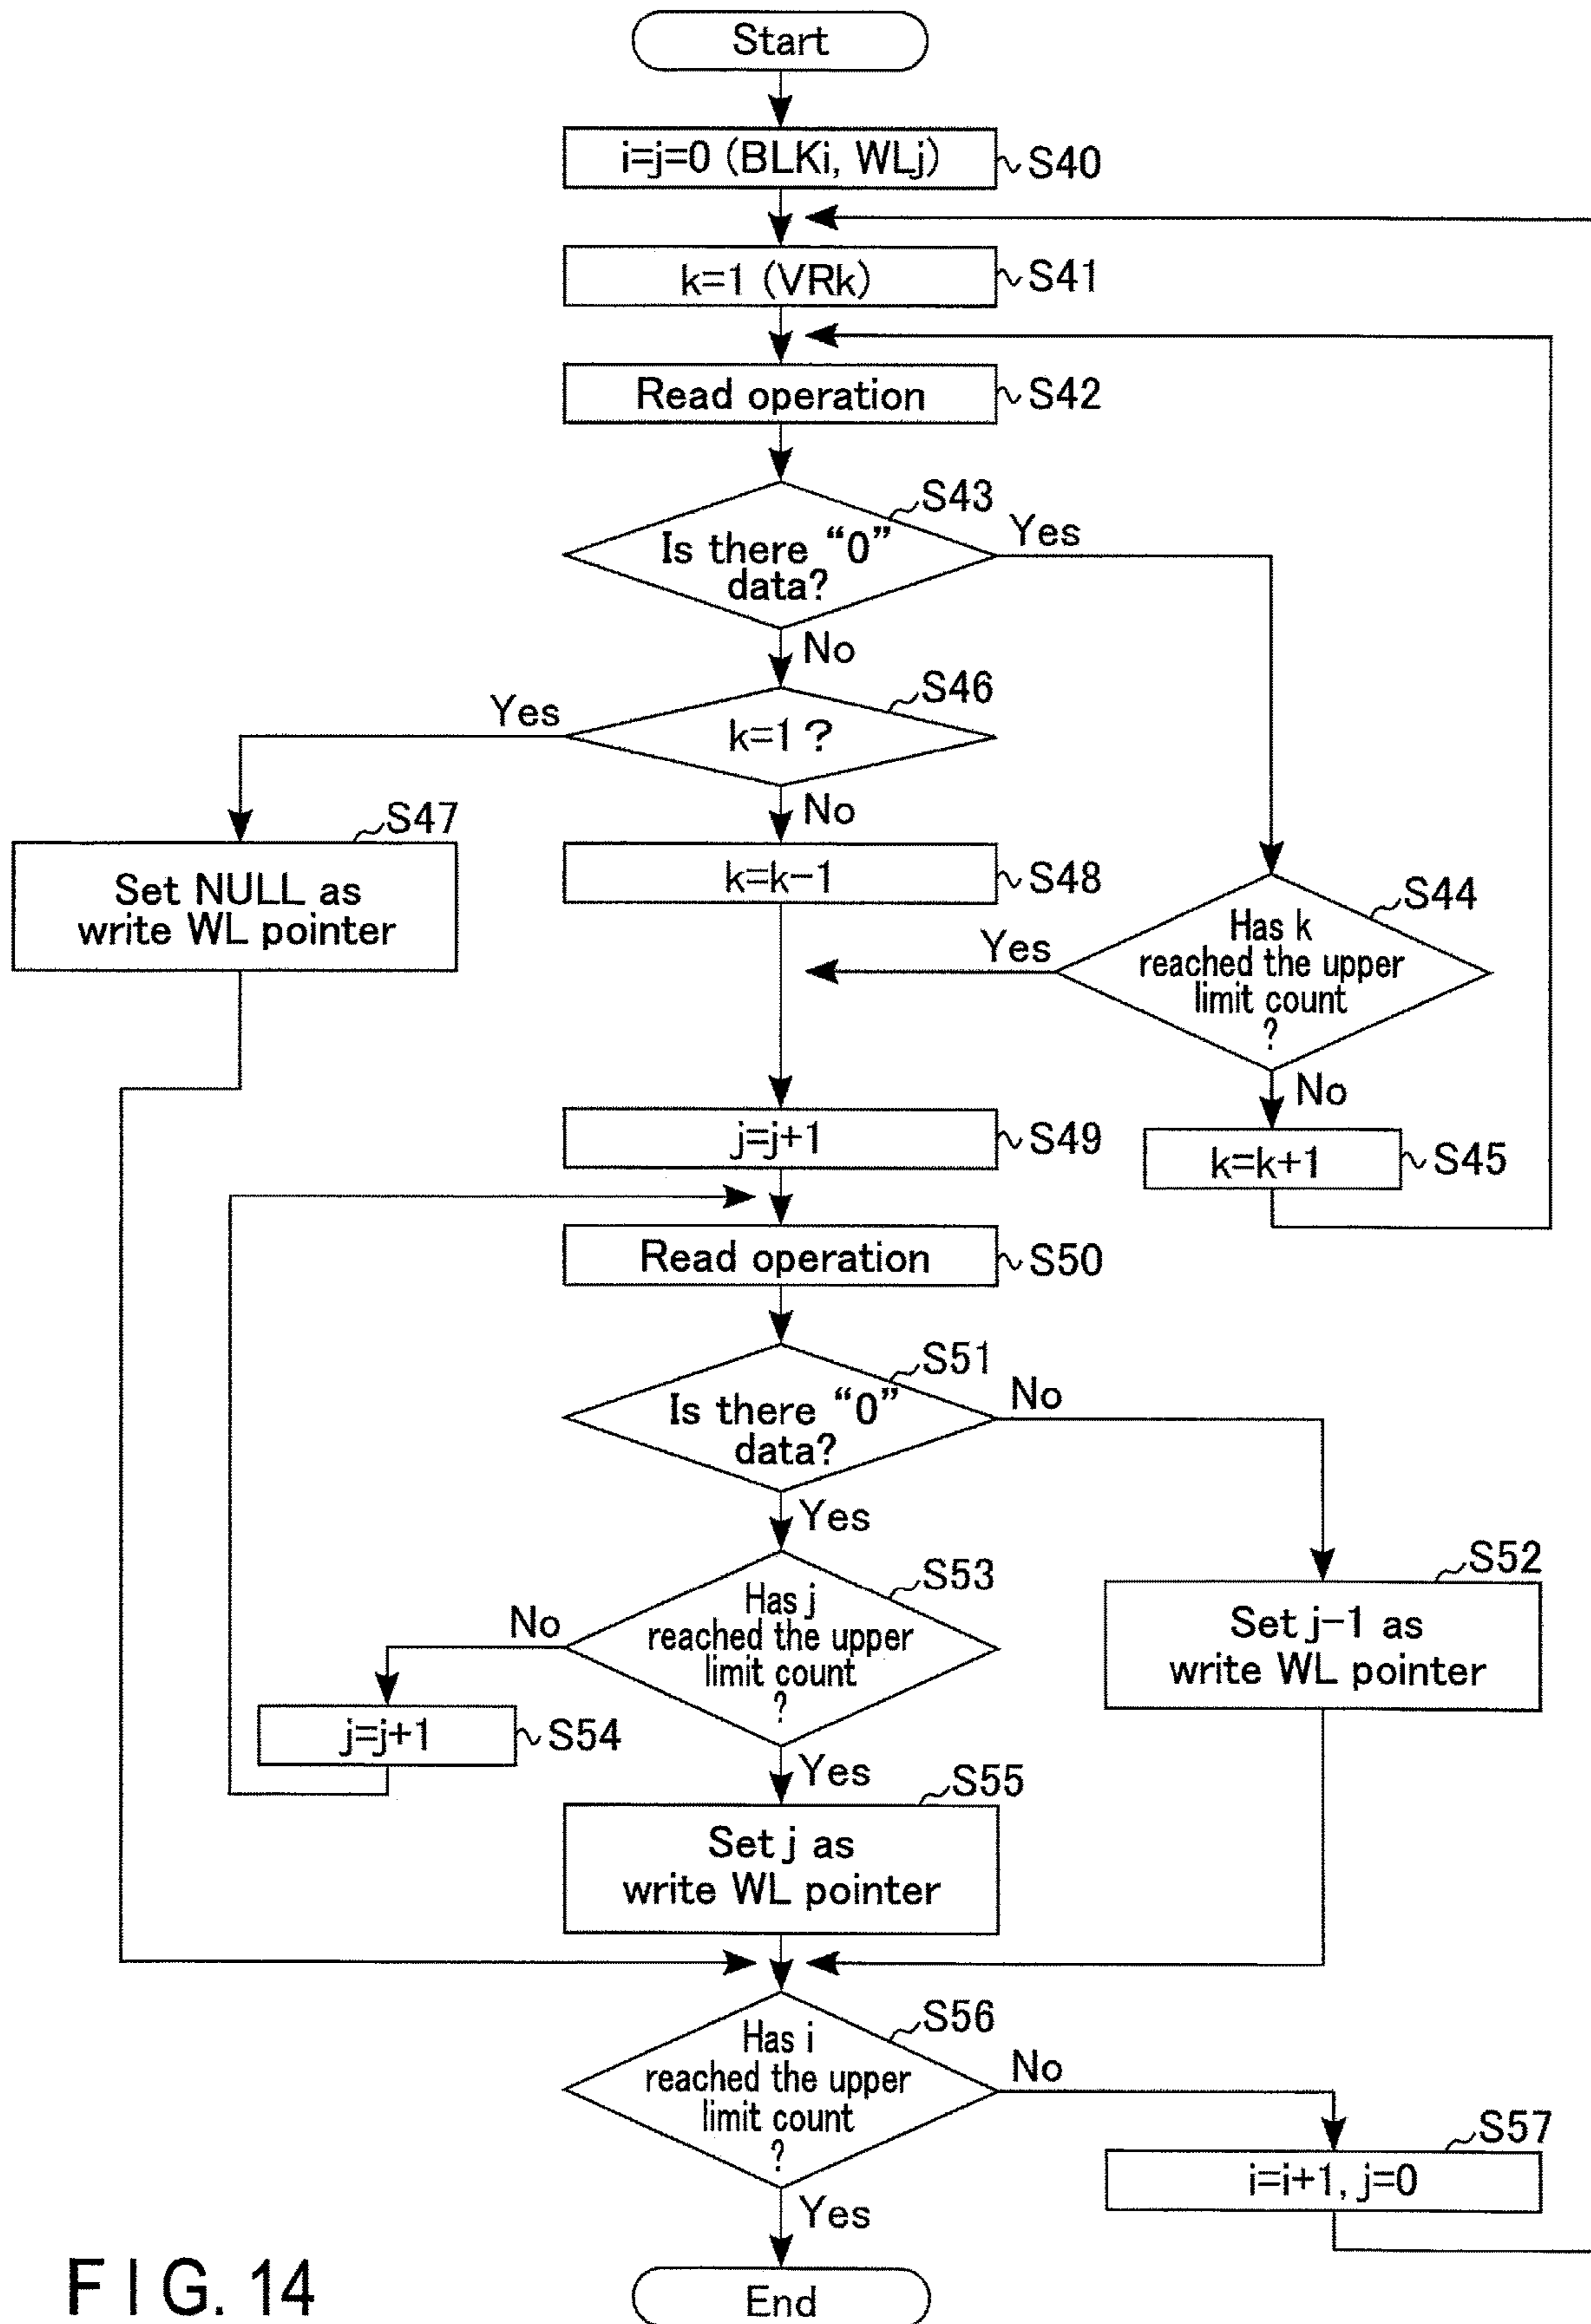 Start
i=j=0 (BLKi, WLj)
S40
k=1 (VRk)
S41
Read operation
S42
S43
Is there “0”
data?
Yes
No
S46
k=1?
Yes
No
S47
Set NULL as
write WL pointer
k=k-1
S48
S44
Has k
reached the upper
limit count
?
Yes
No
j=j+1
S49
k=k+1
S45
Read operation
S50
S51
Is there “0”
data?
No
Yes
S52
Set j-1 as
write WL pointer
S53
Has j
reached the upper
limit count
?
No
j=j+1
S54
Yes
S55
Set j as
write WL pointer
S56
Has i
reached the upper
limit count
?
No
S57
i=i+1, j=0
Yes
End
FIG. 14